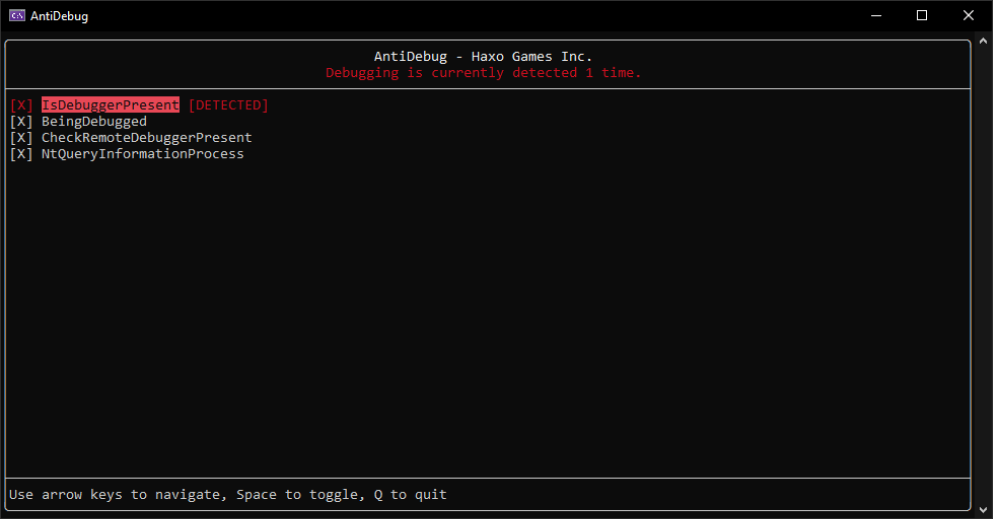 AntiDebug
AntiDebug - Haxo Games Inc.
Debugging is currently detected 1 time.
[X] IsDebuggerPresent [DETECTED]
[X] BeingDebugged
[X] CheckRemoteDebuggerPresent
[X] NtQueryInformationProcess
Use arrow keys to navigate, Space to toggle, Q to quit